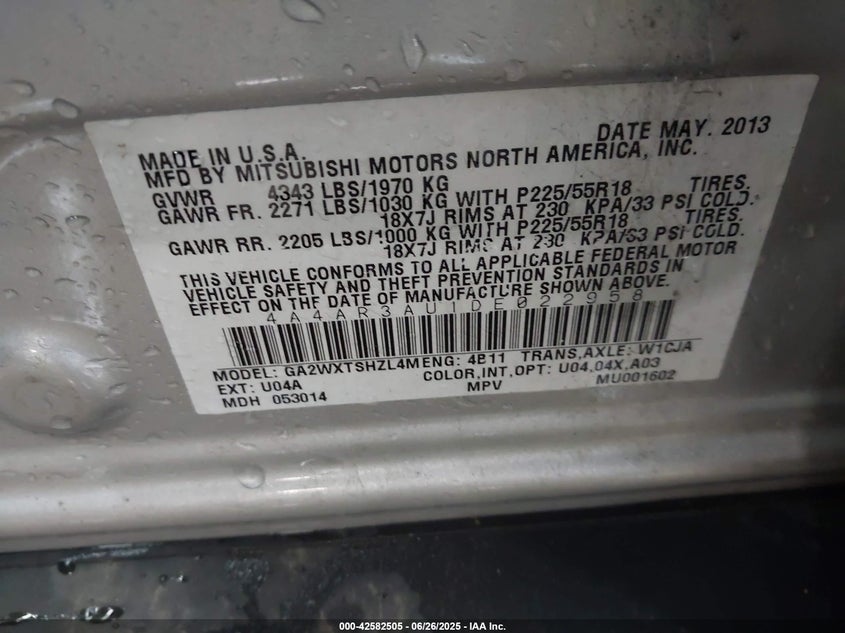 DATE MAY. 2013
MADE IN U.S.A.
MFD BY MITSUBISHI MOTORS NORTH AMERICA, INC.
GVWR 4343 LBS/1970 KG
GAWR FR. 2271 LBS/1030 KG WITH P225/55R18 TIRES,
18X7J RIMS AT 230 KPA/33 PSI COLD.
GAWR RR. 2205 LBS/1000 KG WITH P225/55R18 TIRES,
18X7J RIMS AT 230 KPA/33 PSI COLD.
THIS VEHICLE CONFORMS TO ALL APPLICABLE FEDERAL MOTOR
VEHICLE SAFETY AND THEFT PREVENTION STANDARDS IN
EFFECT ON THE DATE OF MANUFACTURE SHOWN ABOVE.
4A4AR3AU1DE022958
MODEL: GA2WXTSHZL4M ENG: 4B11 TRANS,AXLE: W1CJA
EXT: U04A COLOR,INT,OPT: U04,04X,A03
MDH 053014 MPV MU001602
000-42582505 - 06/26/2025 - IAA Inc.